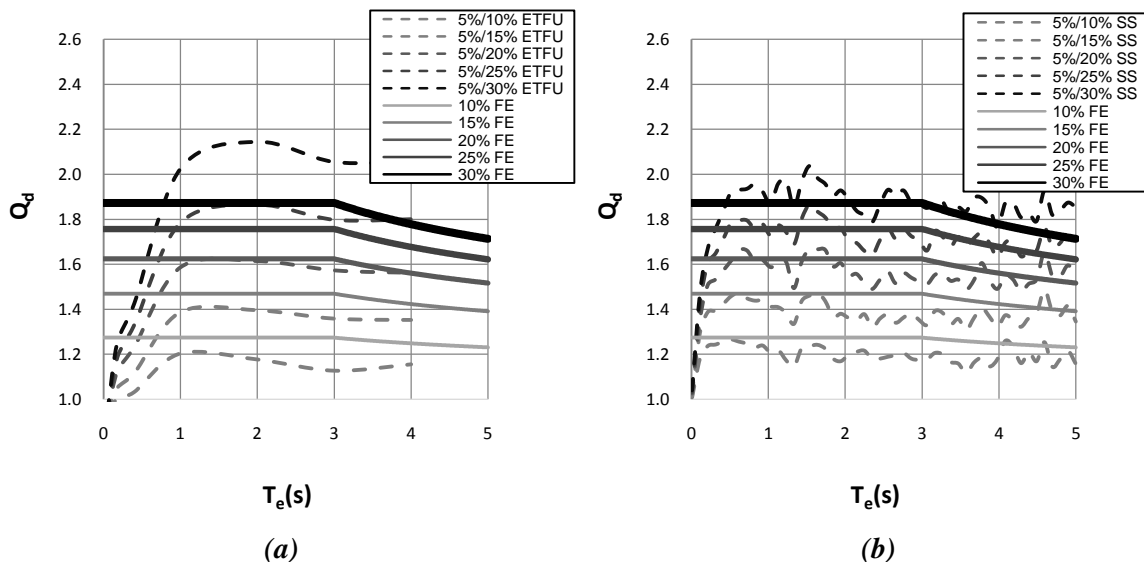 5%/10% ETFU
5%/15% ETFU
5%/20% ETFU
5%/25% ETFU
5%/30% ETFU
10% FE
15% FE
20% FE
25% FE
30% FE
2.6
2.4
2.2
2.0
1.8
1.6
1.4
1.2
1.0
Qd
0 1 2 3 4 5
Te(s)
(a)
5%/10% SS
5%/15% SS
5%/20% SS
5%/25% SS
5%/30% SS
10% FE
15% FE
20% FE
25% FE
30% FE
2.6
2.4
2.2
2.0
1.8
1.6
1.4
1.2
1.0
Qd
0 1 2 3 4 5
Te(s)
(b)